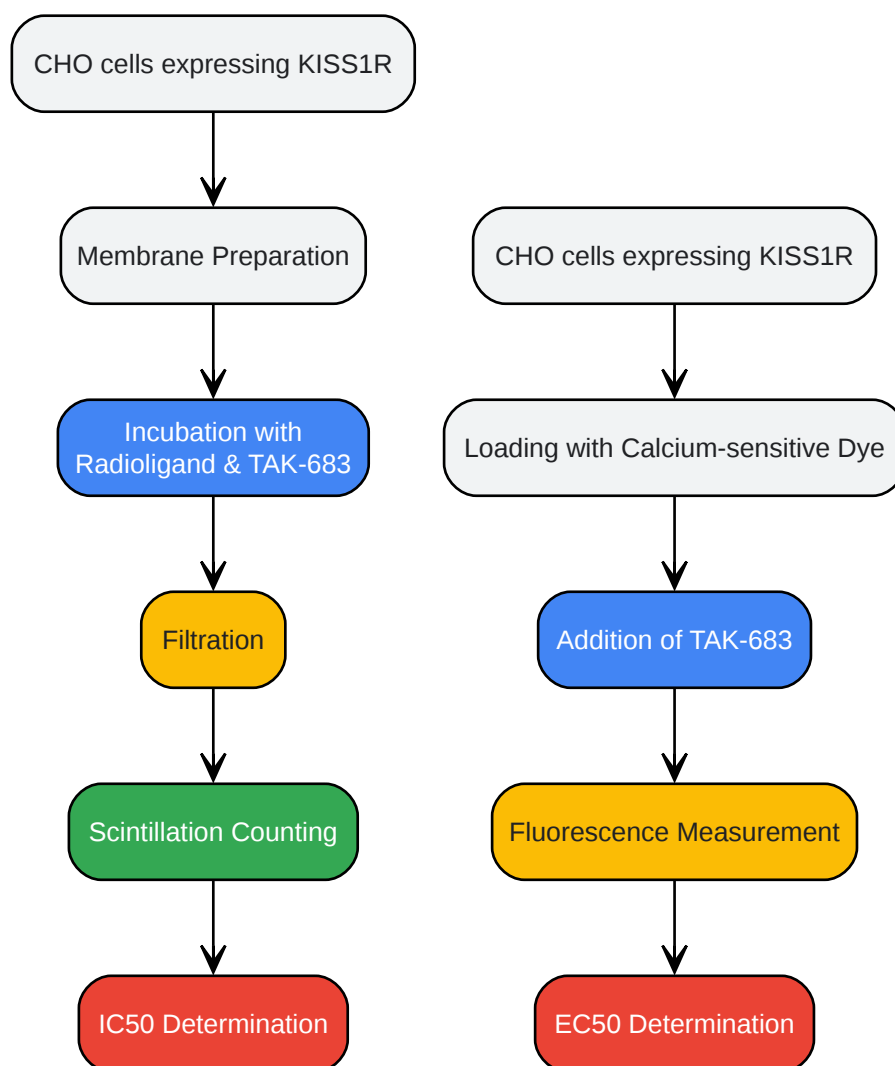 CHO cells expressing KISS1R
Membrane Preparation
Incubation with
Radioligand & TAK-683
Filtration
Scintillation Counting
IC50 Determination
CHO cells expressing KISS1R
Loading with Calcium-sensitive Dye
Addition of TAK-683
Fluorescence Measurement
EC50 Determination